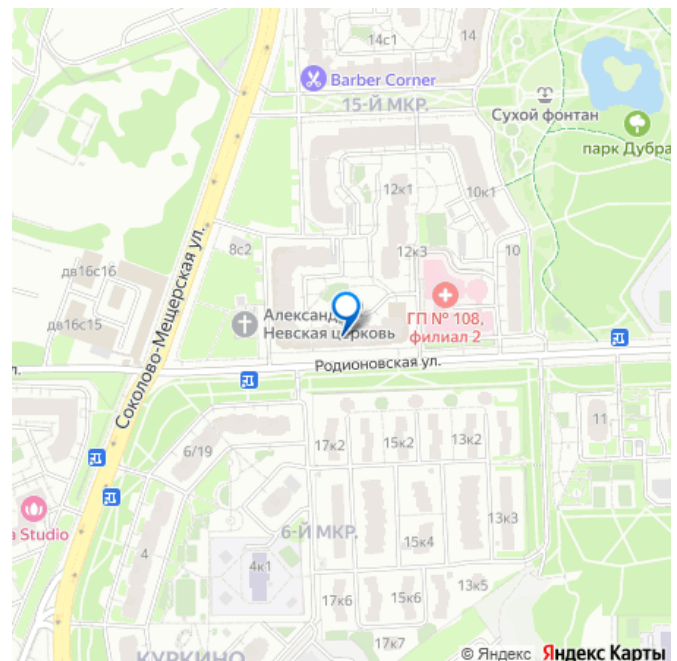 14с1
14
Barber Corner
15-Й МКР.
Сухой фонтан
парк Дубра
12к1
10к1
8с2
12к3
10
дв16с16
дв16с15
Соколово-Мещерская ул.
Александ
Невская церковь
ГП № 108,
филиал 2
Родионовская ул.
л.
6/19
17к2
15к2
13к2
11
a Studio
13к3
6-Й МКР.
15к4
4
4к1
17к6
15к6
13к5
17к7
КУРКИНО
© Яндекс Яндекс Карты